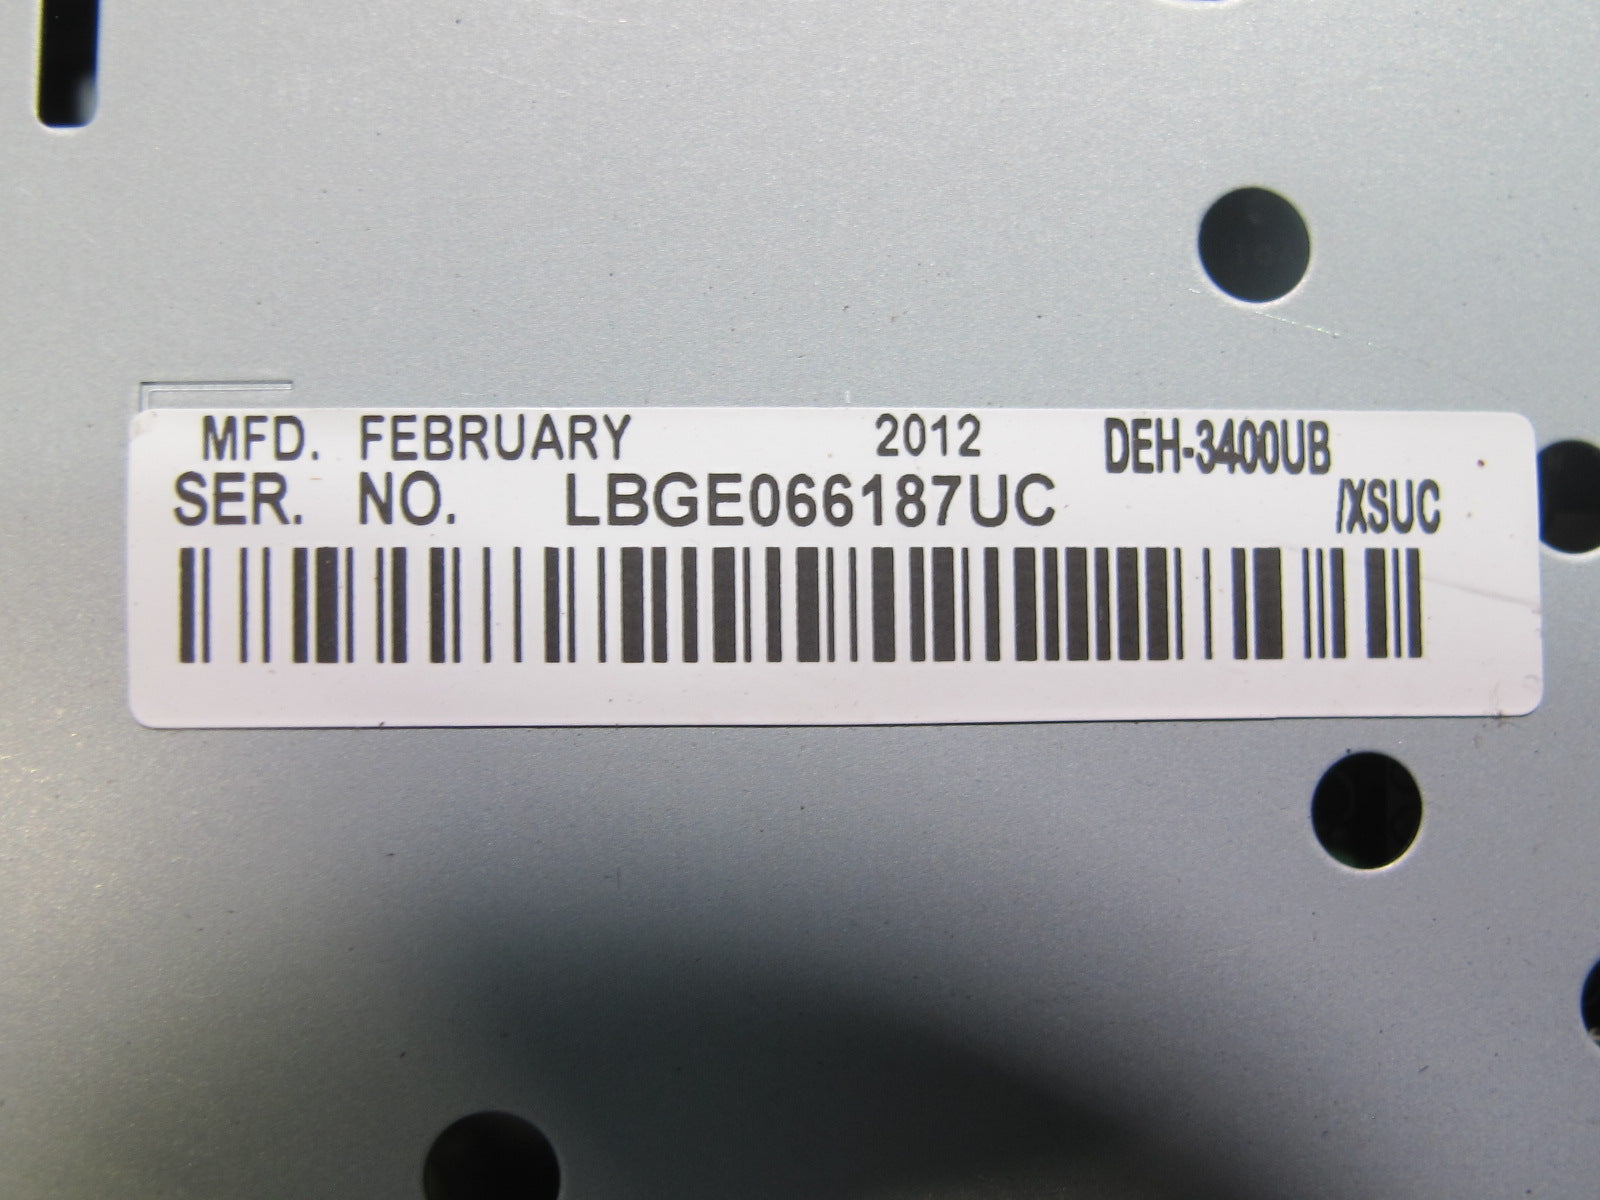 MFD. FEBRUARY 2012 DEH-3400UB
SER. NO. LBGE066187UC /XSUC